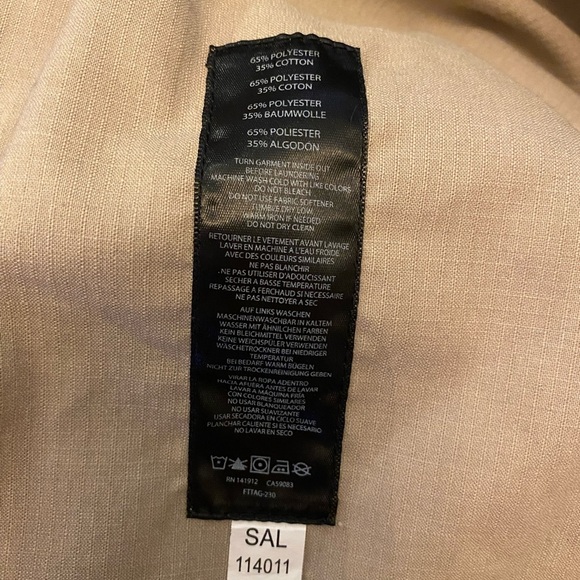 65% POLYESTER
35% COTTON
65% POLYESTER
35% COTON
65% POLYESTER
35% BAUMWOLLE
65% POLIESTER
35% ALGODON
TURN GARMENT INSIDE OUT
BEFORE LAUNDERING
MACHINE WASH COLD WITH LIKE COLORS
DO NOT BLEACH
DO NOT USE FABRIC SOFTENER
TUMBLE DRY LOW
WARM IRON IF NEEDED
DO NOT DRY CLEAN
RETOURNER LE VETEMENT AVANT LAVAGE
LAVER EN MACHINE A L'EAU FROIDE
AVEC DES COULEURS SIMILAIRES
NE PAS BLANCHIR
.NE PAS UTILISER D'ADOUCISSANT
SECHER A BASSE TEMPERATURE
REPASSAGE A FERCHAUD SI NECESSAIRE
NE PAS NETTOYER A SEC
AUF LINKS WASCHEN
MASCHINENWASCHBAR IN KALTEM
WASSER MIT ÄHNLICHEN FARBEN
KEIN BLEICHMITTEL VERWENDEN
KEINE WEICHSPÜLER VERWENDEN
WÄSCHETROCKNER BEI NIEDRIGER
TEMPERATUR
BEI BEDARF WARM BÜGELN
NICHT ZUR TROCKENREINIGUNG GEBEN
VIRAR LA ROPA ADENTRO
HACIA AFUERA ANTES DE LAVAR
LAVAR A MÁQUINA FRÍA
CON COLORES SIMILARES
NO USAR BLANQUEADOR
NO USAR SUAVIZANTE
USAR SECADORA EN CICLO SUAVE
PLANCHAR CALIENTE SI ES NECESARIO
NO LAVAR EN SECO
RN 141912 CA59083
FTTAG-230
SAL
114011